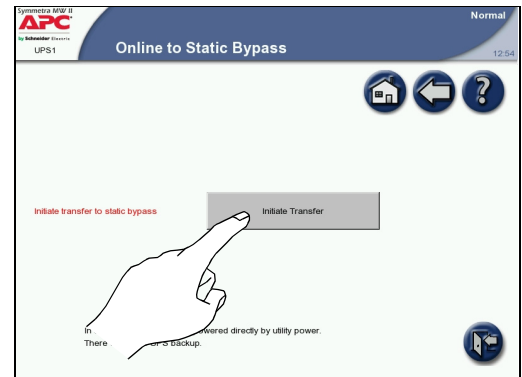 Symmetra MW II
APC
by Schneider Electric
UPS1
Online to Static Bypass
Normal
12:54
?
Initiate transfer to static bypass
Initiate Transfer
In
powered directly by utility power.
There
UPS backup.